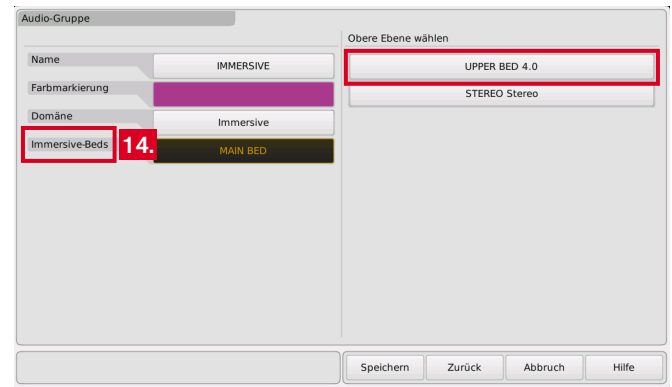 Audio-Gruppe
Name
IMMERSIVE
Farbmarkierung
Domäne
Immersive
Immersive-Beds
14.
MAIN BED
Obere Ebene wählen
UPPER BED 4.0
STEREO Stereo
Speichern
Zurück
Abbruch
Hilfe